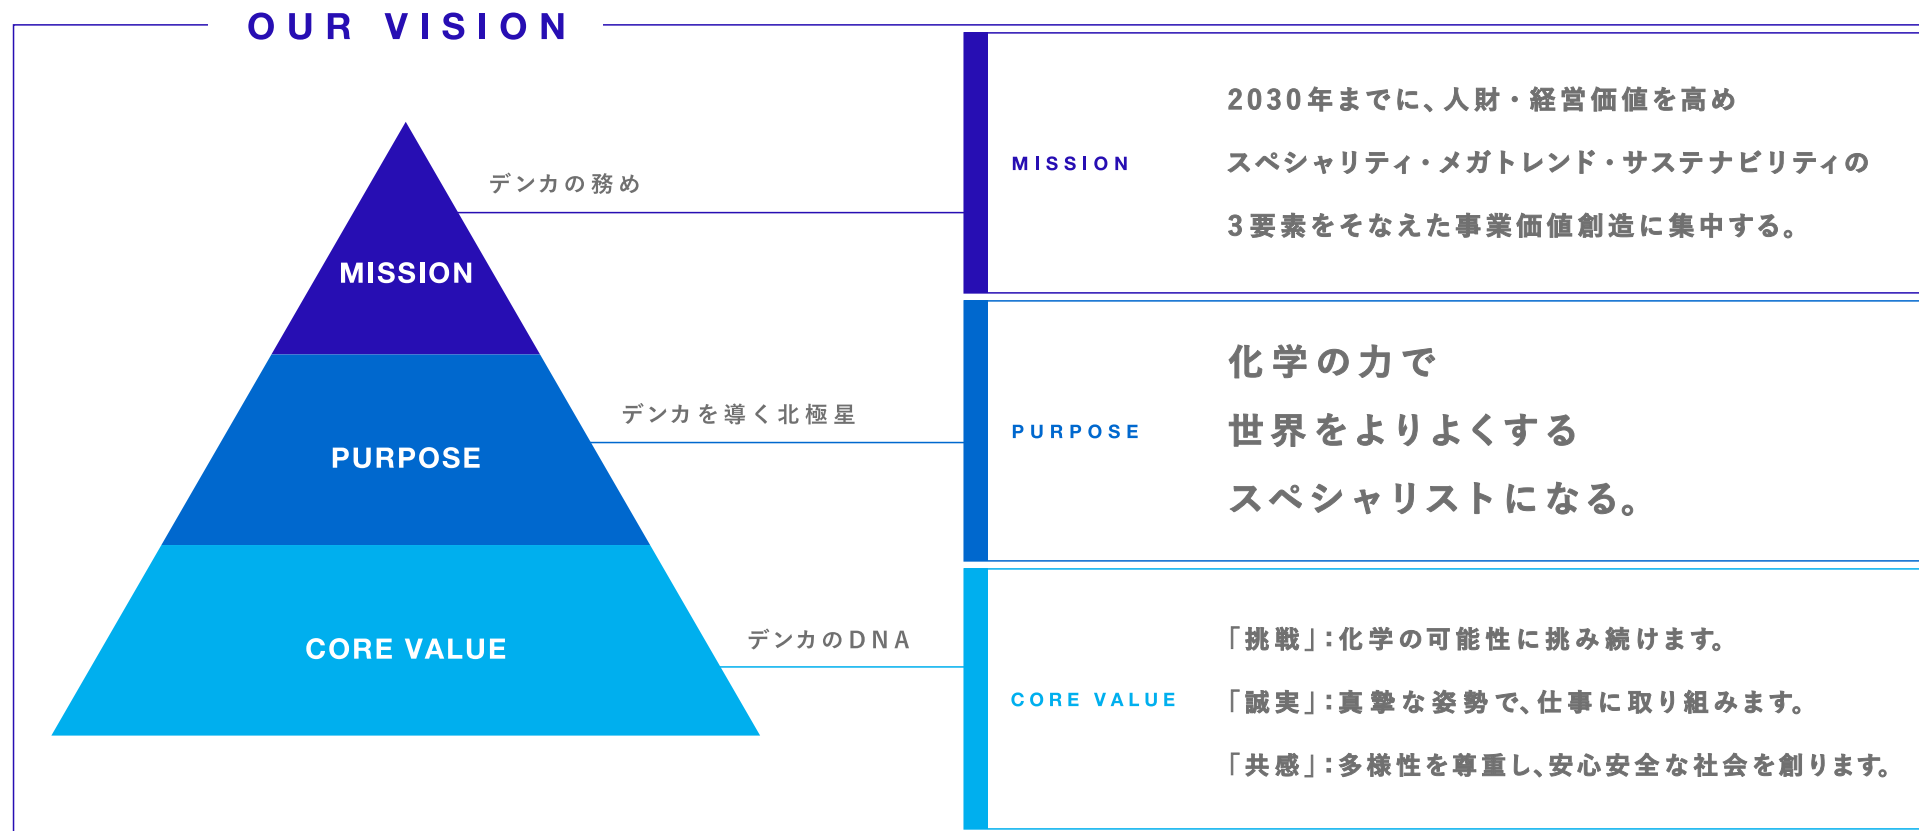 OUR VISION
デンカの務め
MISSION
デンカを導く北極星
PURPOSE
デンカのDNA
CORE VALUE
MISSION
2030年までに、人財・経営価値を高め
スペシャリティ・メガトレンド・サステナビリティの
3要素をそなえた事業価値創造に集中する。
PURPOSE
化学の力で
世界をよりよくする
スペシャリストになる。
CORE VALUE
「挑戦」:化学の可能性に挑み続けます。
「誠実」:真摯な姿勢で、仕事に取り組みます。
「共感」:多様性を尊重し、安心安全な社会を創ります。